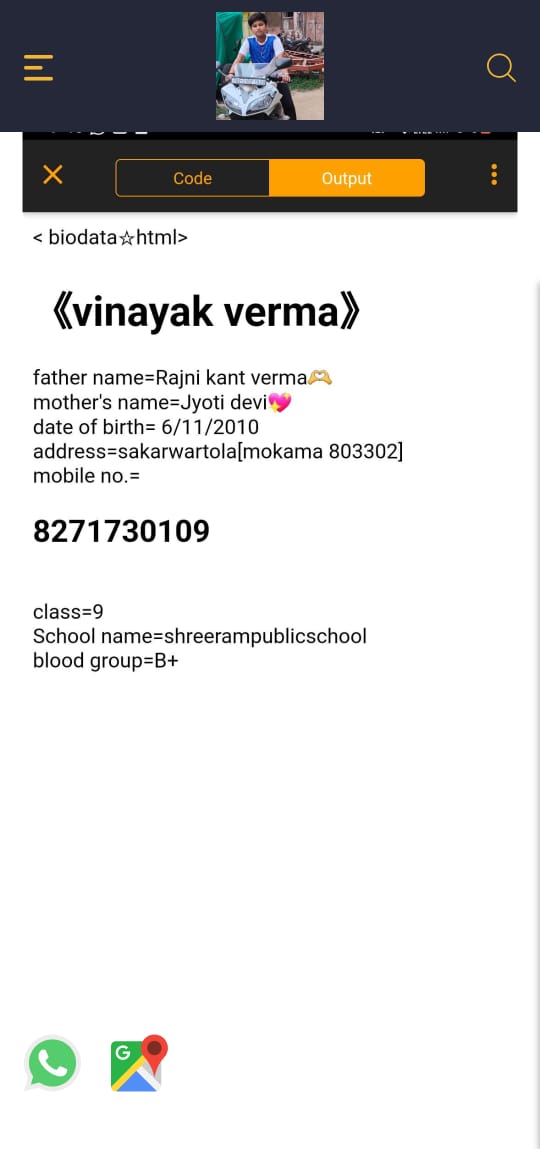 Code
Output
< biodata☆html>
《vinayak verma》
father name=Rajni kant verma🫶
mother's name=Jyoti devi💖
date of birth= 6/11/2010
address=sakarwartola[mokama 803302]
mobile no.=
8271730109
class=9
School name=shreerampublicschool
blood group=B+
G